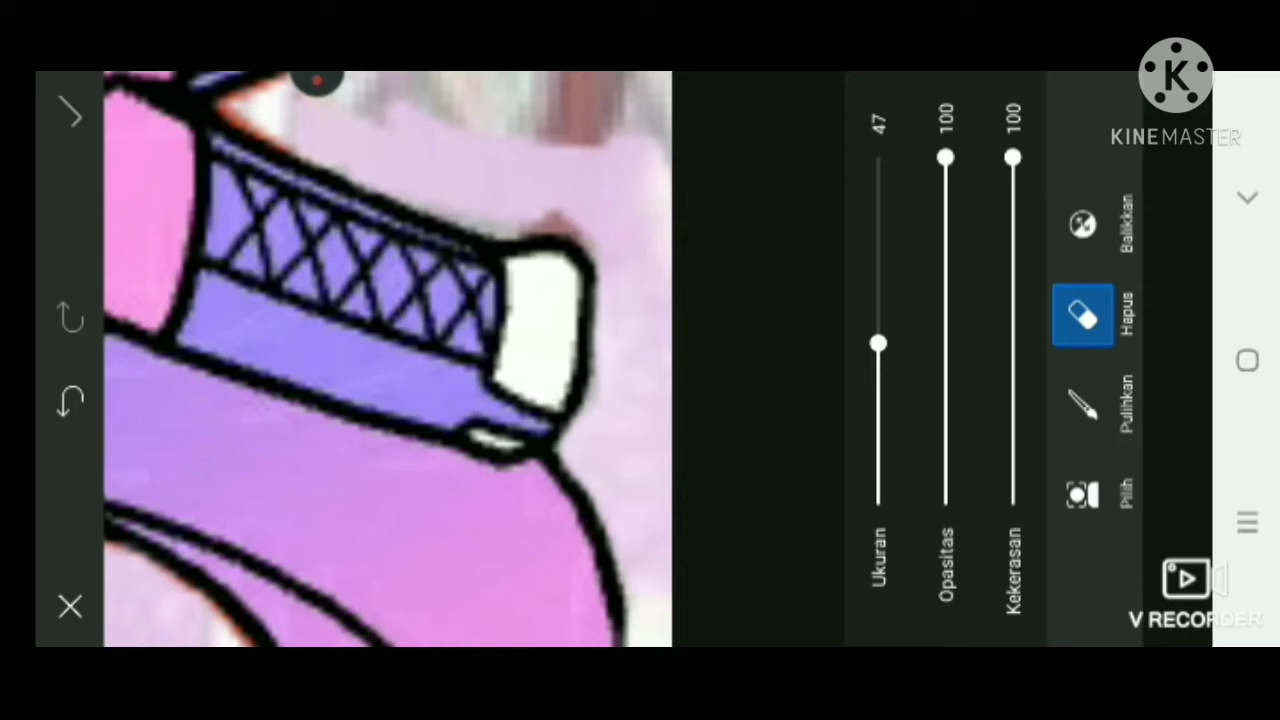 KINEMASTER
47
100
100
Ukuran
Opasitas
Kekerasan
Balikkan
Hapus
Pulihkan
Pilih
V RECORDER